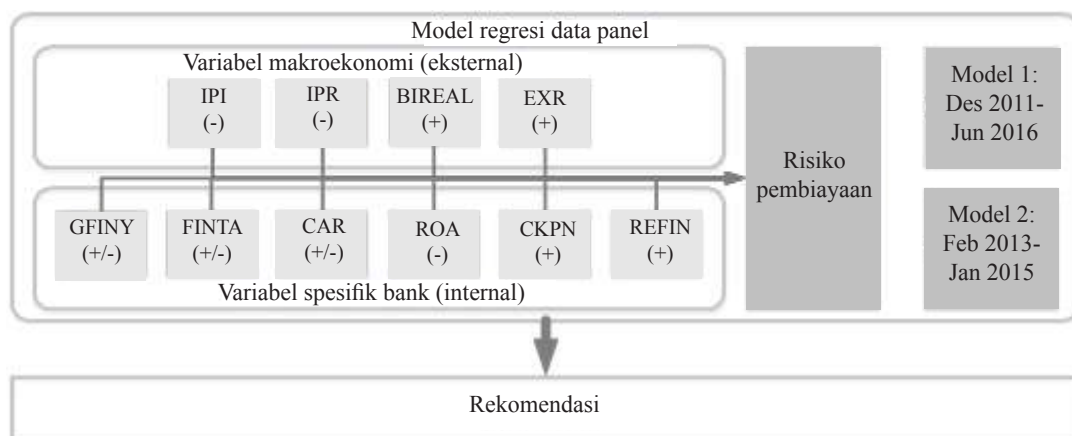 Model regresi data panel
Variabel makroekonomi (eksternal)
IPI
(-)
IPR
(-)
BIREAL
(+)
EXR
(+)
GFINY
(+/-)
FINTA
(+/-)
CAR
(+/-)
ROA
(-)
CKPN
(+)
REFIN
(+)
Variabel spesifik bank (internal)
Risiko
pembiayaan
Model 1:
Des 2011-
Jun 2016
Model 2:
Feb 2013-
Jan 2015
Rekomendasi